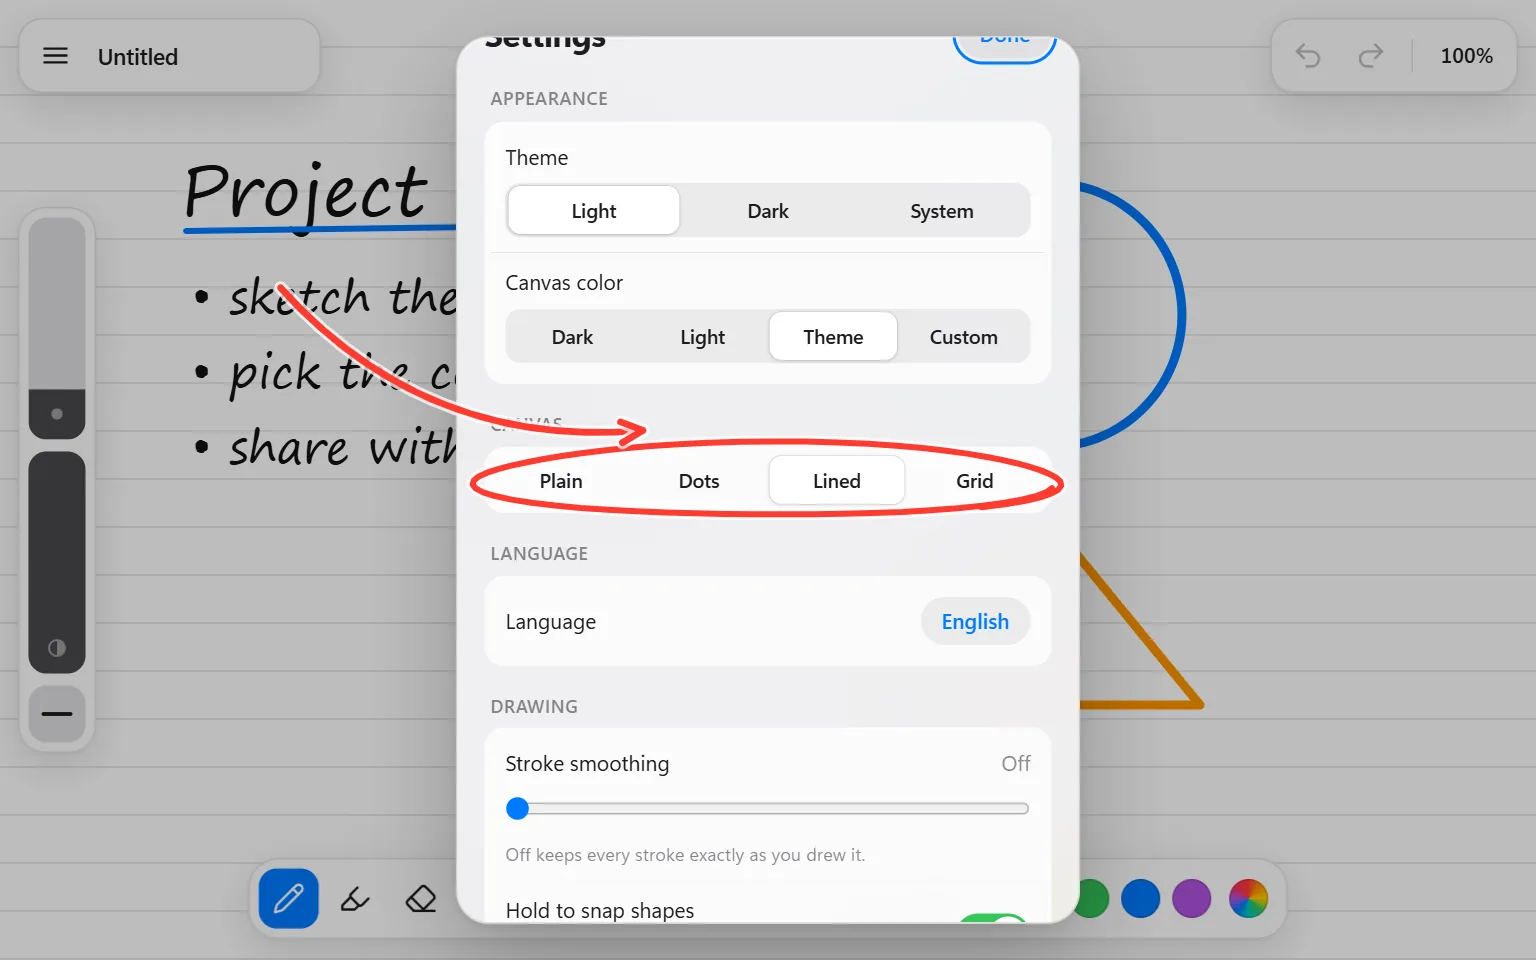 Untitled
100%
Settings
Done
APPEARANCE
Theme
Light Dark System
Canvas color
Dark Light Theme Custom
CANVAS
Plain Dots Lined Grid
LANGUAGE
Language English
DRAWING
Stroke smoothing Off
Off keeps every stroke exactly as you drew it.
Hold to snap shapes
Project
• sketch the
• pick the c
• share with